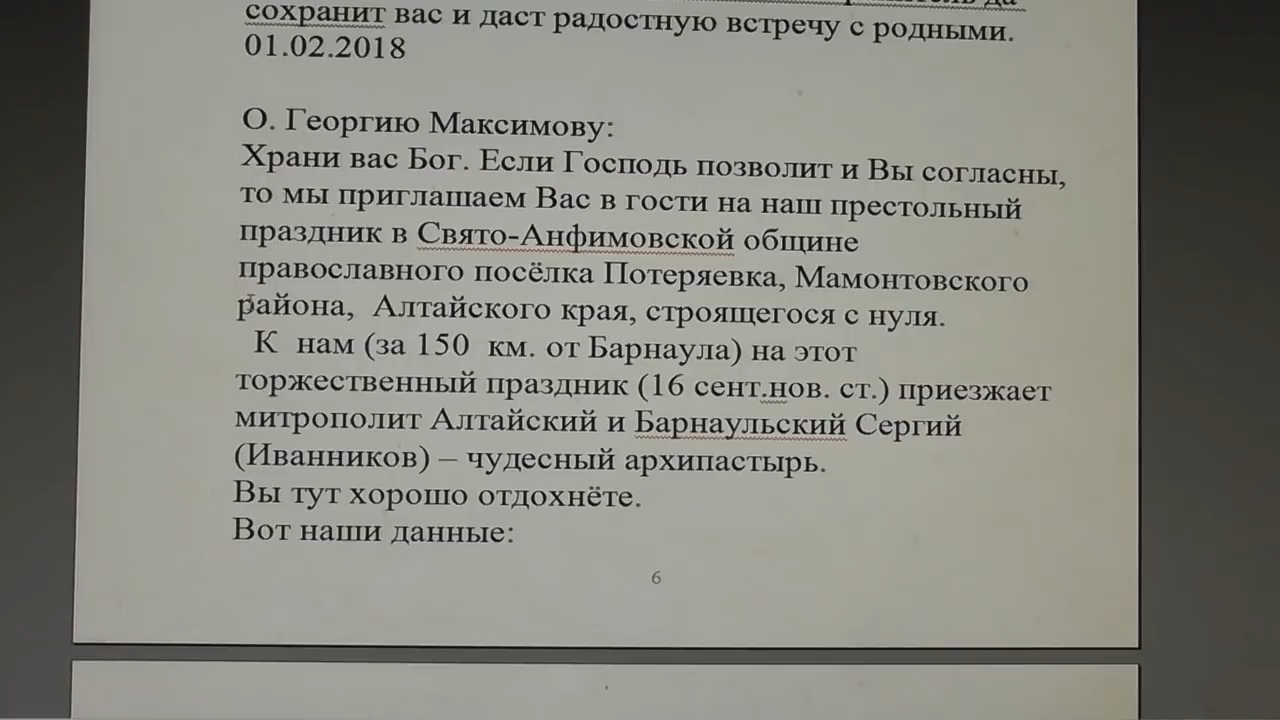 сохранит вас и даст радостную встречу с родными.
01.02.2018
О. Георгию Максимову:
Храни вас Бог. Если Господь позволит и Вы согласны,
то мы приглашаем Вас в гости на наш престольный
праздник в Свято-Анфимовской общине
православного посёлка Потеряевка, Мамонтовского
района, Алтайского края, строящегося с нуля.
К нам (за 150 км. от Барнаула) на этот
торжественный праздник (16 сент.нов. ст.) приезжает
митрополит Алтайский и Барнаульский Сергий
(Иванников) – чудесный архипастырь.
Вы тут хорошо отдохнёте.
Вот наши данные:
6